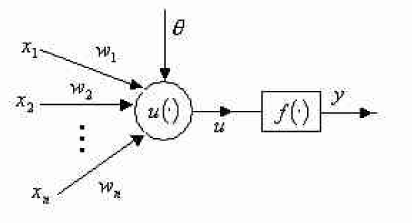 θ
x₁ w₁
x₂ w₂
u(·) u f(·) y
⋮
xₙ wₙ